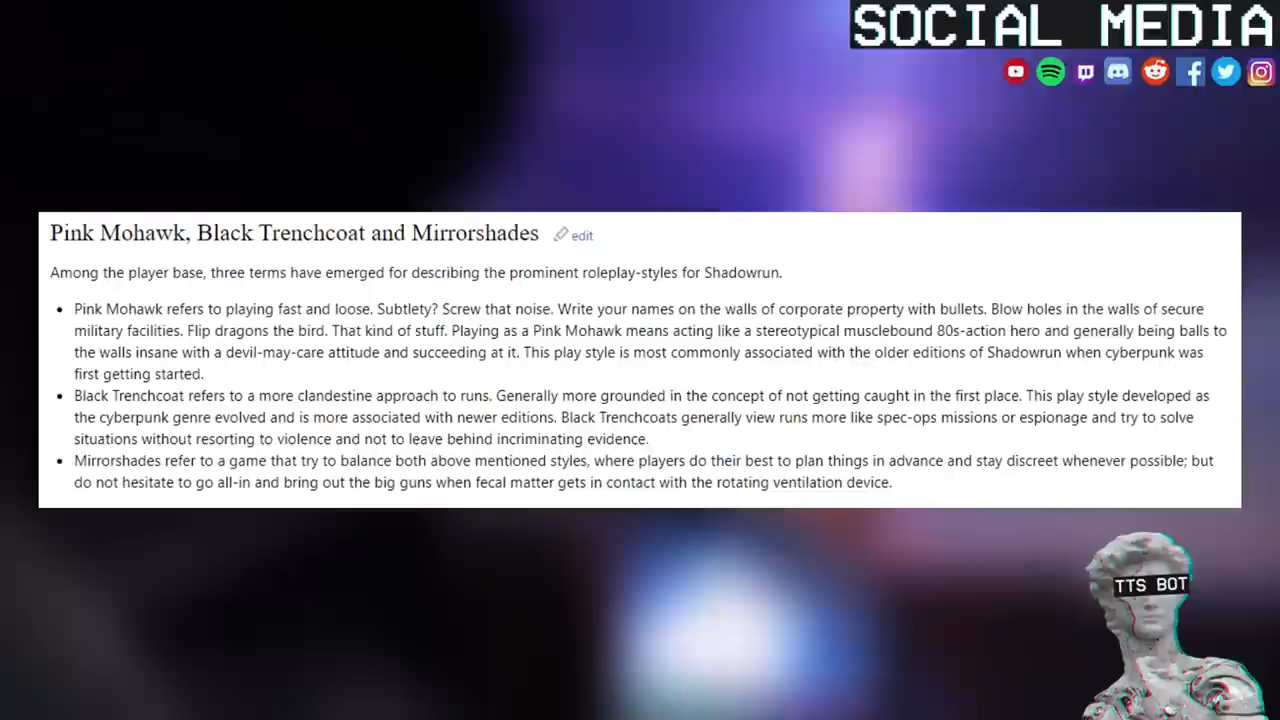 SOCIAL MEDIA
Pink Mohawk, Black Trenchcoat and Mirrorshades edit
Among the player base, three terms have emerged for describing the prominent roleplay-styles for Shadowrun.
• Pink Mohawk refers to playing fast and loose. Subtlety? Screw that noise. Write your names on the walls of corporate property with bullets. Blow holes in the walls of secure
military facilities. Flip dragons the bird. That kind of stuff. Playing as a Pink Mohawk means acting like a stereotypical musclebound 80s-action hero and generally being balls to
the walls insane with a devil-may-care attitude and succeeding at it. This play style is most commonly associated with the older editions of Shadowrun when cyberpunk was
first getting started.
• Black Trenchcoat refers to a more clandestine approach to runs. Generally more grounded in the concept of not getting caught in the first place. This play style developed as
the cyberpunk genre evolved and is more associated with newer editions. Black Trenchcoats generally view runs more like spec-ops missions or espionage and try to solve
situations without resorting to violence and not to leave behind incriminating evidence.
• Mirrorshades refer to a game that try to balance both above mentioned styles, where players do their best to plan things in advance and stay discreet whenever possible; but
do not hesitate to go all-in and bring out the big guns when fecal matter gets in contact with the rotating ventilation device.
TTS BOT